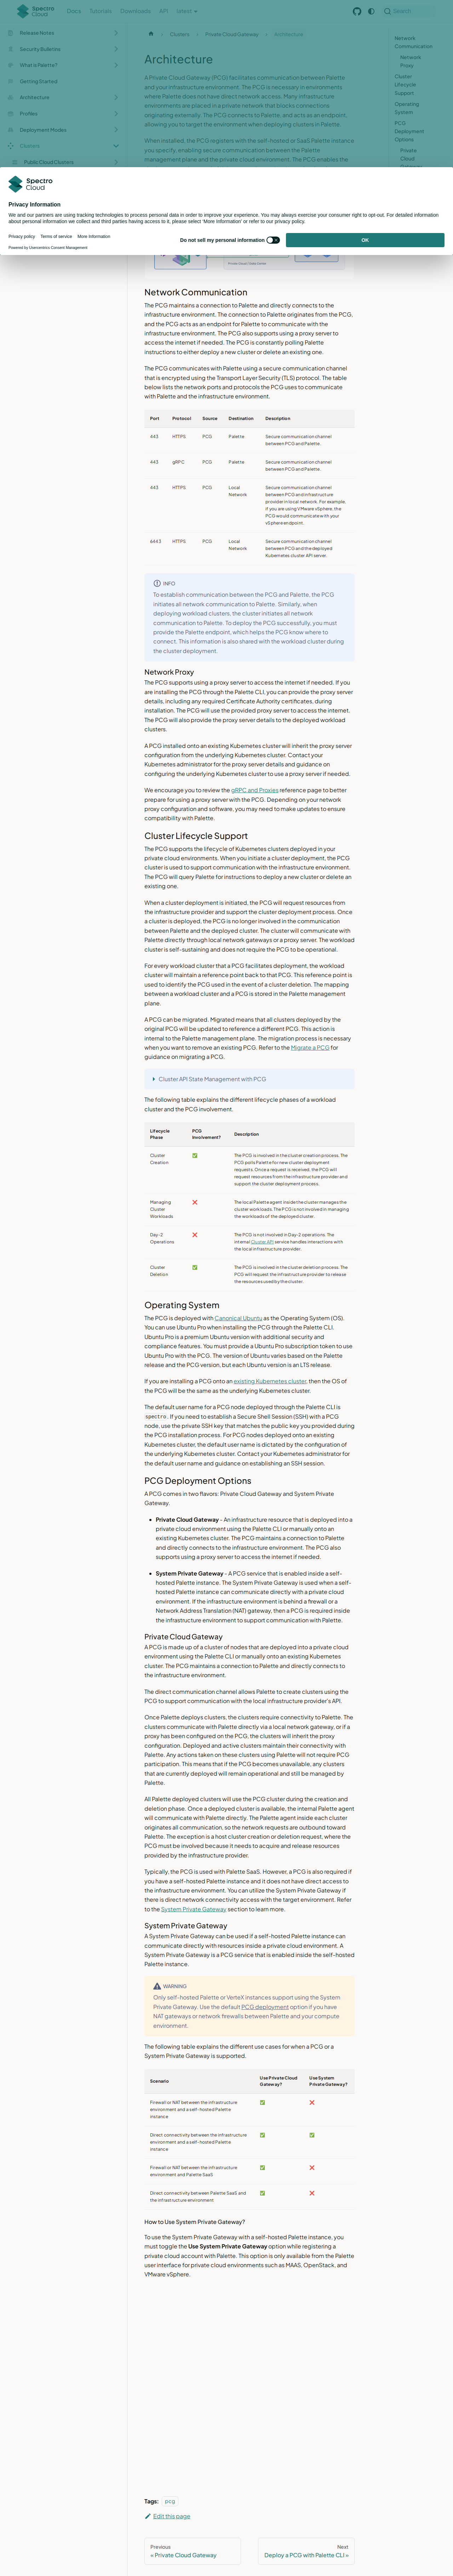 Spectro Cloud
Docs
Tutorials
Downloads
API
latest
Search
Release Notes
Security Bulletins
What is Palette?
Getting Started
Architecture
Profiles
Deployment Modes
Clusters
Public Cloud Clusters
Clusters
Private Cloud Gateway
Architecture
Network Communication
Network Proxy
Cluster Lifecycle Support
Operating System
PCG Deployment Options
Private Cloud Gateway
Architecture
A Private Cloud Gateway (PCG) facilitates communication between Palette and your infrastructure
environment. The PCG is a necessary component to support private clouds and environments
where Palette does not have direct network access. Many infrastructure environments are placed in a private network that
Spectro Cloud
Privacy Information
We and our partners are using tracking technologies to process personal data in order to improve your experience. You may always exercise your consumer right to opt-out. For detailed information about personal information we collect may select 'More Information' or refer to our privacy policy.
Privacy policy
Terms of service
More Information
Powered by Usercentrics Consent Management
Do not sell my personal information
OK
Network Communication
The PCG maintains a connection to Palette and directly connects to the
infrastructure environment. The connection to Palette originates from the PCG,
and the PCG acts as an endpoint for Palette to communicate with the
infrastructure environment. The PCG also supports using a proxy server to
access the internet if needed. The PCG is constantly polling Palette
instructions to either deploy a new cluster or delete an existing one.
The PCG communicates with Palette using a secure communication channel
that is encrypted using the Transport Layer Security (TLS) protocol. The table
below lists the network ports and protocols the PCG uses to communicate
with Palette and the infrastructure environment.
Port Protocol Source Destination Description
443 HTTPS PCG Palette Secure communication channel
between PCG and Palette.
443 gRPC PCG Palette Secure communication channel
between PCG and Palette.
443 HTTPS PCG Local Network Secure communication channel
between PCG and infrastructure
provider in local network. For example,
if you are using VMware vSphere, the
PCG would communicate with your
vSphere endpoint.
6443 HTTPS PCG Local Network Secure communication channel
between PCG and the deployed
Kubernetes cluster API server.
INFO
To establish communication between the PCG and Palette, the PCG
initiates all network communication to Palette. Similarly, when
deploying workload clusters, the cluster initiates all network
communication to Palette. To deploy the PCG successfully, you must
provide the Palette endpoint, which helps the PCG know where to
connect. This information is also shared with the workload cluster during
the cluster deployment.
Network Proxy
The PCG supports using a proxy server to access the internet if needed. If you
are installing the PCG through the Palette CLI, you can provide the proxy server
details, including any required Certificate Authority certificates, during
installation. The PCG will use the provided proxy server to access the internet.
The PCG will also provide the proxy server details to the deployed workload
clusters.
A PCG installed onto an existing Kubernetes cluster will inherit the proxy server
configuration from the underlying Kubernetes cluster. Contact your
Kubernetes administrator for the proxy server details and guidance on
configuring the underlying Kubernetes cluster to use a proxy server if needed.
We encourage you to review the gRPC and Proxies reference page to better
prepare for using a proxy server with the PCG. Depending on your network
proxy configuration and software, you may need to make updates to ensure
compatibility with Palette.
Cluster Lifecycle Support
The PCG supports the lifecycle of Kubernetes clusters deployed in your
private cloud environments. When you initiate a cluster deployment, the PCG
cluster is used to support communication with the infrastructure environment.
The PCG will query Palette for instructions to deploy a new cluster or delete an
existing one.
When a cluster deployment is initiated, the PCG will request resources from
the infrastructure provider and support the cluster deployment process. Once
a cluster is deployed, the PCG is no longer involved in the communication
between Palette and the deployed cluster. The cluster will communicate with
Palette directly through local network gateways or a proxy server. The workload
cluster is self-sustaining and does not require the PCG to be operational.
For every workload cluster that a PCG facilitates deployment, the workload
cluster will maintain a reference point back to that PCG. This reference point is
used to identify the PCG used in the event of a cluster deletion. The mapping
between a workload cluster and a PCG is stored in the Palette management
plane.
A PCG can be migrated. Migrated means that all clusters deployed by the
original PCG will be updated to reference a different PCG. This action is
internal to the Palette management plane. The migration process is necessary
when you want to remove an existing PCG. Refer to the Migrate a PCG for
guidance on migrating a PCG.
Cluster API State Management with PCG
The following table explains the different lifecycle phases of a workload
cluster and the PCG involvement.
Lifecycle Phase PCG Involvement? Description
Cluster Creation ✅ The PCG is involved in the cluster creation process. The
PCG polls Palette for new cluster deployment
requests. Once a request is received, the PCG will
request resources from the infrastructure provider and
support the cluster deployment process.
Managing Cluster Workloads ❌ The local Palette agent inside the cluster manages the
cluster workloads. The PCG is not involved in managing
the workloads of the deployed cluster.
Day-2 Operations ❌ The PCG is not involved in Day-2 operations. The
internal Cluster API service handles interactions with
the local infrastructure provider.
Cluster Deletion ✅ The PCG is involved in the cluster deletion process. The
PCG will request the infrastructure provider to release
the resources used by the cluster.
Operating System
The PCG is deployed with Canonical Ubuntu as the Operating System (OS).
You can use Ubuntu Pro when installing the PCG through the Palette CLI.
Ubuntu Pro is a premium Ubuntu version with additional security and
compliance features. You must provide a Ubuntu Pro subscription token to use
Ubuntu Pro with the PCG. The version of Ubuntu varies based on the Palette
release and the PCG version, but each Ubuntu version is an LTS release.
If you are installing a PCG onto an existing Kubernetes cluster, then the OS of
the PCG will be the same as the underlying Kubernetes cluster.
The default user name for a PCG node deployed through the Palette CLI is
spectro. If you need to establish a Secure Shell Session (SSH) with a PCG
node, use the private SSH key that matches the public key you provided during
the PCG installation process. For PCG nodes deployed onto an existing
Kubernetes cluster, the default user name is dictated by the configuration of
the underlying Kubernetes cluster. Contact your Kubernetes administrator for
the default user name and guidance on establishing an SSH session.
PCG Deployment Options
A PCG comes in two flavors: Private Cloud Gateway and System Private
Gateway.
Private Cloud Gateway - An infrastructure resource that is deployed into a
private cloud environment using the Palette CLI or manually onto an
existing Kubernetes cluster. The PCG maintains a connection to Palette
and directly connects to the infrastructure environment. The PCG also
supports using a proxy server to access the internet if needed.
System Private Gateway - A PCG service that is enabled inside a self-
hosted Palette instance. The System Private Gateway is used when a self-
hosted Palette instance can communicate directly with the infrastructure
environment. If the infrastructure environment is behind a firewall or a
Network Address Translation (NAT) gateway, then a PCG is required inside
the infrastructure environment to support communication with Palette.
Private Cloud Gateway
A PCG is made up of a cluster of nodes that are deployed into a private cloud
environment using the Palette CLI or manually onto an existing Kubernetes
cluster. The PCG maintains a connection to Palette and directly connects to
the infrastructure environment.
The direct communication channel allows Palette to create clusters using the
PCG to support communication with the local infrastructure provider's API.
Once Palette deploys clusters, the clusters require connectivity to Palette. The
clusters communicate with Palette directly via a local network gateway, or if a
proxy has been configured on the PCG, the clusters will inherit the proxy
configuration. Deployed and active clusters maintain their connectivity with
Palette. Any actions taken on these clusters using Palette will not require PCG
participation. This means that if the PCG becomes unavailable, any clusters
that are currently deployed will remain operational and still be managed by
Palette.
All Palette deployed clusters will use the PCG cluster during the creation and
deletion phase. Once a deployed cluster is available, the internal Palette agent
will communicate with Palette directly. The Palette agent inside each cluster
originates all communication, so the network requests are outbound toward
Palette. The exception is a host cluster creation or deletion request, where the
PCG must be involved because it needs to acquire and release resources
provided by the infrastructure provider.
Typically, the PCG is used with Palette SaaS. However, a PCG is also required if
you have a self-hosted Palette instance and it does not have direct access to
the infrastructure environment. You can utilize the System Private Gateway if
there is direct network connectivity access with the target environment. Refer
to the System Private Gateway section to learn more.
System Private Gateway
A System Private Gateway can be used if a self-hosted Palette instance can
communicate directly with resources inside a private cloud environment. A
System Private Gateway is a PCG service that is enabled inside the self-hosted
Palette instance.
WARNING
Only self-hosted Palette or VerteX instances support using the System
Private Gateway. Use the default PCG deployment option if you have
NAT gateways or network firewalls between Palette and your compute
environment.
The following table explains the different use cases for when a PCG or a
System Private Gateway is supported.
Scenario Use Private Cloud Gateway? Use System Private Gateway?
Firewall or NAT between the infrastructure
environment and a self-hosted Palette
instance ✅ ❌
Direct connectivity between the infrastructure
environment and a self-hosted Palette
instance ✅ ✅
Firewall or NAT between the infrastructure
environment and Palette SaaS ✅ ❌
Direct connectivity between Palette SaaS and
the infrastructure environment ✅ ❌
How to Use System Private Gateway?
To use the System Private Gateway with a self-hosted Palette instance, you
must toggle the Use System Private Gateway option while registering a
private cloud account with Palette. This option is only available from the Palette
user interface for private cloud environments such as MAAS, OpenStack, and
VMware vSphere.
Tags: pcg
Edit this page
Previous
« Private Cloud Gateway
Next
Deploy a PCG with Palette CLI »